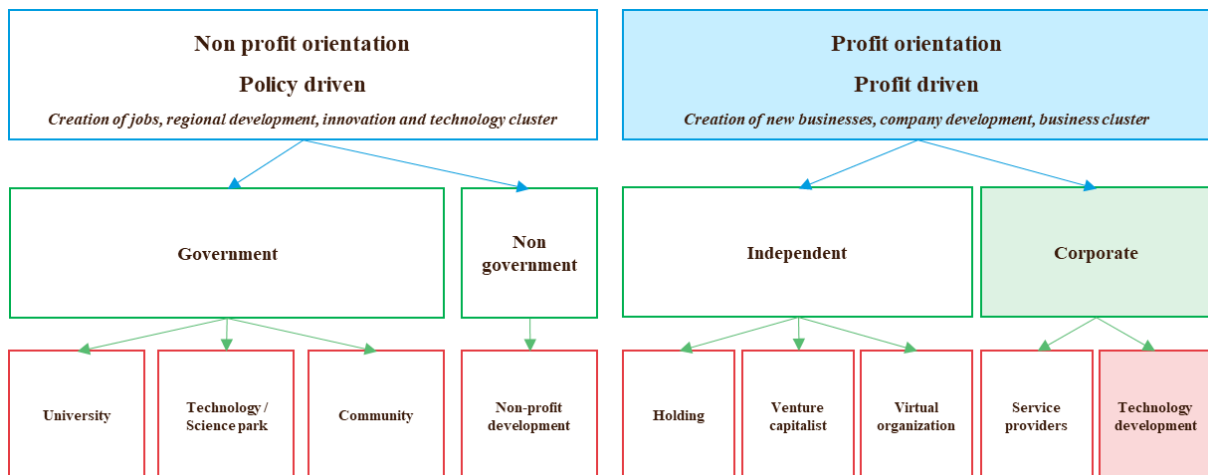 Non profit orientation
Policy driven
Creation of jobs, regional development, innovation and technology cluster
Profit orientation
Profit driven
Creation of new businesses, company development, business cluster
Government
Non
government
Independent
Corporate
University
Technology /
Science park
Community
Non-profit
development
Holding
Venture
capitalist
Virtual
organization
Service
providers
Technology
development